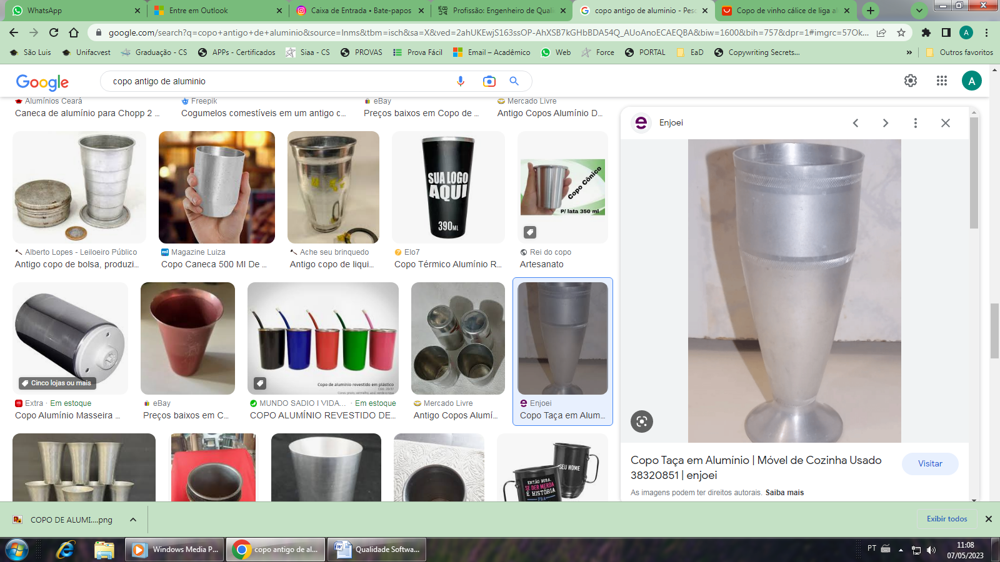 WhatsApp
Entre em Outlook
Caixa de Entrada • Bate-papos
Profissão: Engenheiro de Quali
copo antigo de aluminio - Peso
Copo de vinho cálice de liga al
google.com/search?q=copo+antigo+de+aluminio&source=lnms&tbm=isch&sa=X&ved=2ahUKEwjS163ssOP-AhXSB7kGHbBDA54Q_AUoAnoECAEQBA&biw=1600&bih=757&dpr=1#imgrc=57Ok...
A
São Luis
Unifacvest
Graduação - CS
APPs - Certificados
Siaa - CS
PROVAS
Prova Fácil
Email – Acadêmico
Web
Force
PORTAL
EaD
Copywriting Secrets...
»
Outros favoritos
Google
copo antigo de aluminio
A
Alumínios Ceará
Caneca de alumínio para Chopp 2 ...
Freepik
Cogumelos comestíveis em um antigo c...
eBay
Preços baixos em Copo de ...
Mercado Livre
Antigo Copos Alumínio D...
SUA LOGO
AQUI
390ML
Copo Cônico
P/ lata 350 ml
Alberto Lopes - Leiloeiro Público
Antigo copo de bolsa, produzi...
Magazine Luiza
Copo Caneca 500 Ml De ...
Ache seu brinquedo
Antigo copo de liqui...
Elo7
Copo Térmico Alumínio R...
Rei do copo
Artesanato
Cinco lojas ou mais
Copo de alumínio revestido em plástico
Extra · Em estoque
Copo Alumínio Masseira ...
eBay
Preços baixos em C...
MUNDO SADIO I VIDA... · Em estoque
COPO ALUMÍNIO REVESTIDO DE...
Mercado Livre
Antigo Copos Alumí...
Enjoei
Copo Taça em Alum...
SEU NOME
ENTÃO BORA,
SE DER MERDA
É HISTÓRIA
PRA
Enjoei
Copo Taça em Alumínio | Móvel de Cozinha Usado
38320851 | enjoei
Visitar
As imagens podem ter direitos autorais. Saiba mais
COPO DE ALUMI....png
Exibir todos
Windows Media P...
copo antigo de al...
Qualidade Softwa...
PT
11:08
07/05/2023